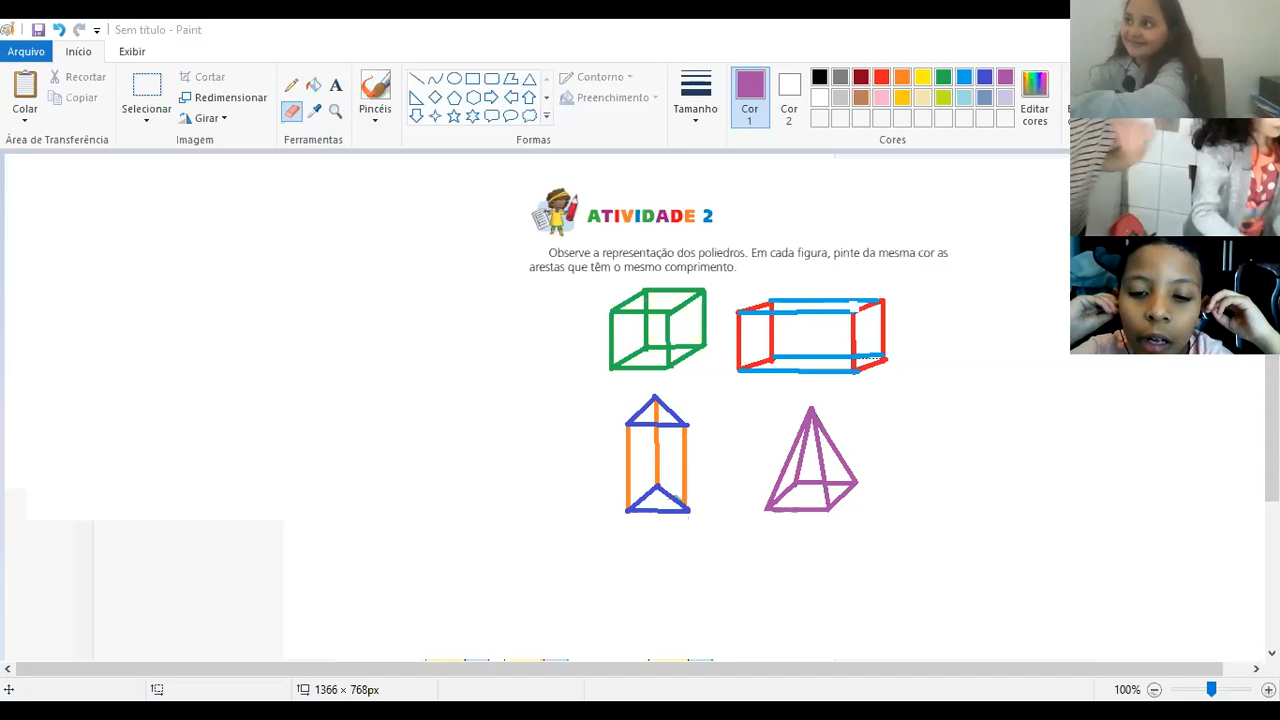 Sem título - Paint
Arquivo Início Exibir
Colar
Recortar
Copiar
Área de Transferência
Selecionar
Cortar
Redimensionar
Girar
Imagem
A
Ferramentas
Pincéis
Contorno
Preenchimento
Formas
Tamanho
Cor
1
Cor
2
Editar
cores
Cores
ATIVIDADE 2
Observe a representação dos poliedros. Em cada figura, pinte da mesma cor as
arestas que têm o mesmo comprimento.
1366 × 768px
100%